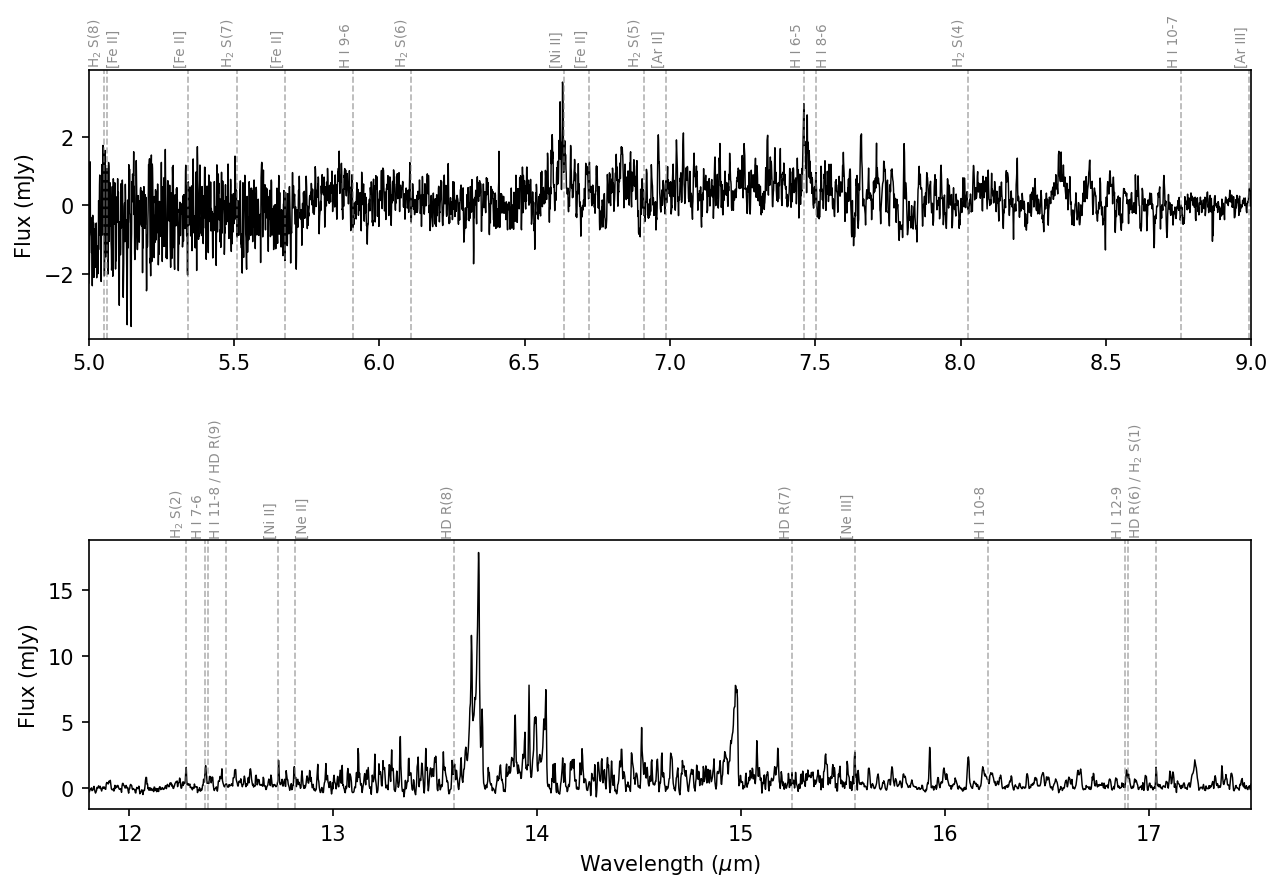 H₂ S(8)
[Fe II]
[Fe II]
H₂ S(7)
[Fe II]
H I 9-6
H₂ S(6)
[Ni II]
[Fe II]
H₂ S(5)
[Ar II]
H I 6-5
H I 8-6
H₂ S(4)
H I 10-7
[Ar III]
Flux (mJy)
2
0
−2
5.0 5.5 6.0 6.5 7.0 7.5 8.0 8.5 9.0
H₂ S(2)
H I 7-6
H I 11-8 / HD R(9)
[Ni II]
[Ne II]
HD R(8)
HD R(7)
[Ne III]
H I 10-8
H I 12-9
HD R(6) / H₂ S(1)
Flux (mJy)
15
10
5
0
12 13 14 15 16 17
Wavelength (μm)